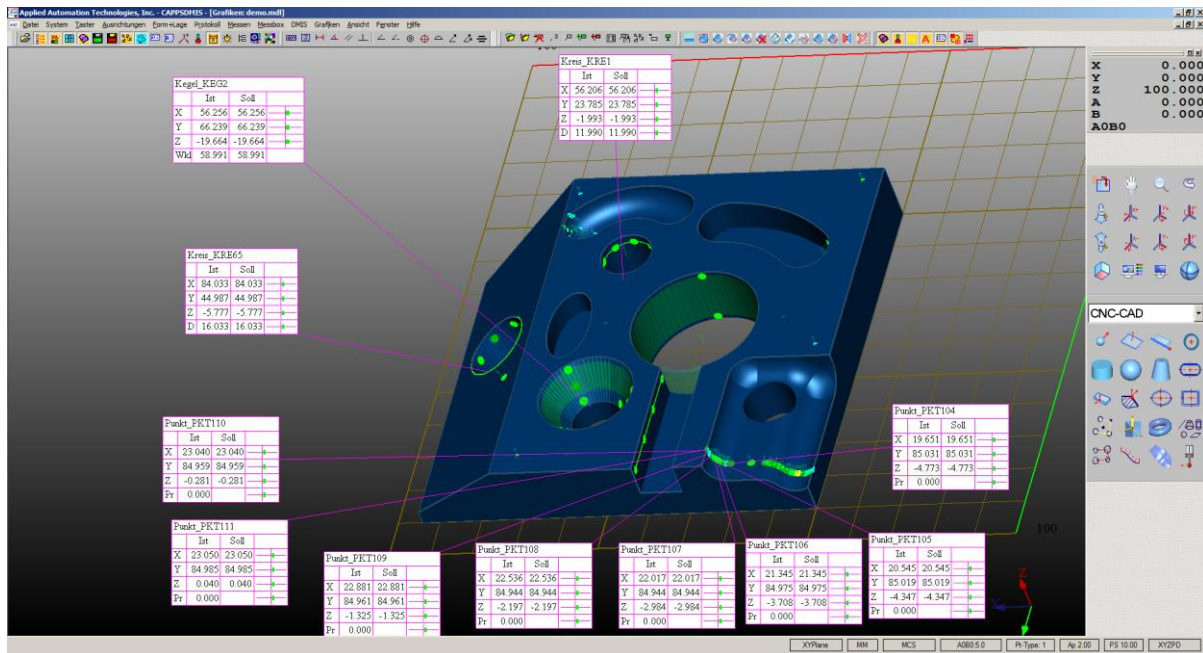 Applied Automation Technologies, Inc. - CAPPSDMIS - [Grafiken: demo.mdl]
Datei System Taster Ausrichtungen Form+Lage Protokoll Messen Messbox DMIS Grafiken Ansicht Fenster Hilfe
100
X 0.000
Y 0.000
Z 100.000
A 0.000
B 0.000
A0B0
Kreis_KRE1
Ist Soll
X 56.206 56.206
Y 23.785 23.785
Z -1.993 -1.993
D 11.990 11.990
Kegel_KEG2
Ist Soll
X 56.256 56.256
Y 66.239 66.239
Z -19.664 -19.664
Wkl 58.991 58.991
Kreis_KRE65
Ist Soll
X 84.033 84.033
Y 44.987 44.987
Z -5.777 -5.777
D 16.033 16.033
CNC-CAD
Punkt_PKT110
Ist Soll
X 23.040 23.040
Y 84.959 84.959
Z -0.281 -0.281
Pr 0.000
Punkt_PKT104
Ist Soll
X 19.651 19.651
Y 85.031 85.031
Z -4.773 -4.773
Pr 0.000
Punkt_PKT111
Ist Soll
X 23.050 23.050
Y 84.985 84.985
Z 0.040 0.040
Pr 0.000
Punkt_PKT109
Ist Soll
X 22.881 22.881
Y 84.961 84.961
Z -1.325 -1.325
Pr 0.000
Punkt_PKT108
Ist Soll
X 22.536 22.536
Y 84.944 84.944
Z -2.197 -2.197
Pr 0.000
Punkt_PKT107
Ist Soll
X 22.017 22.017
Y 84.944 84.944
Z -2.984 -2.984
Pr 0.000
Punkt_PKT106
Ist Soll
X 21.345 21.345
Y 84.975 84.975
Z -3.708 -3.708
Pr 0.000
Punkt_PKT105
Ist Soll
X 20.545 20.545
Y 85.019 85.019
Z -4.347 -4.347
Pr 0.000
100
Z
X
XYPlane MM MCS A0B0:5.0 Pt-Type: 1 Ap 2.00 PS 10.00 XYZPD